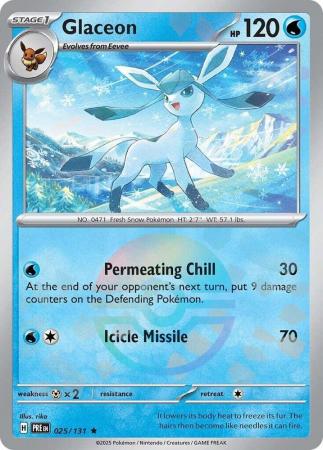 STAGE 1 Glaceon HP 120
Evolves from Eevee
NO. 0471 Fresh Snow Pokémon HT: 2'7" WT: 57.1 lbs.
Permeating Chill 30
At the end of your opponent's next turn, put 9 damage
counters on the Defending Pokémon.
Icicle Missile 70
weakness ×2 resistance retreat
Illus. rika
H PRE EN 025/131 ★
It lowers its body heat to freeze its fur. The
hairs then become like needles it can fire.
©2025 Pokémon / Nintendo / Creatures / GAME FREAK